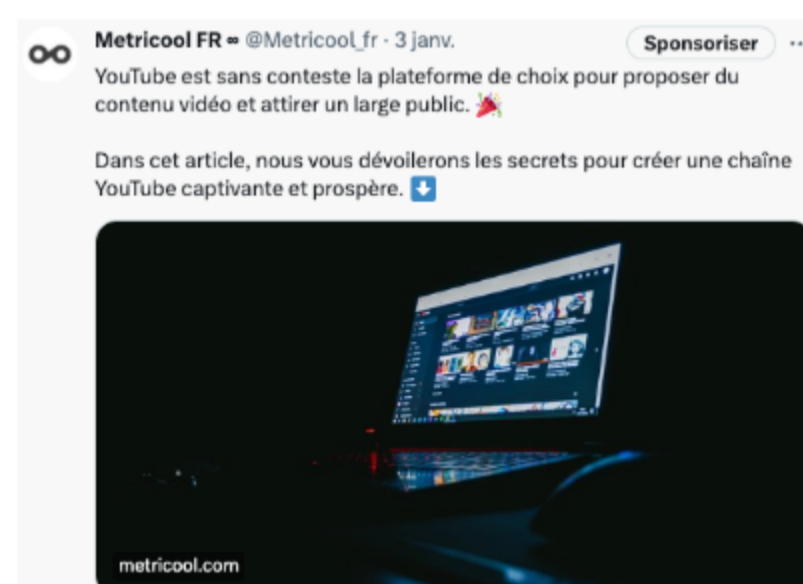 Metricool FR ∞ @Metricool_fr · 3 janv.
Sponsoriser
YouTube est sans conteste la plateforme de choix pour proposer du
contenu vidéo et attirer un large public. 🎉
Dans cet article, nous vous dévoilerons les secrets pour créer une chaîne
YouTube captivante et prospère. ⬇️
metricool.com